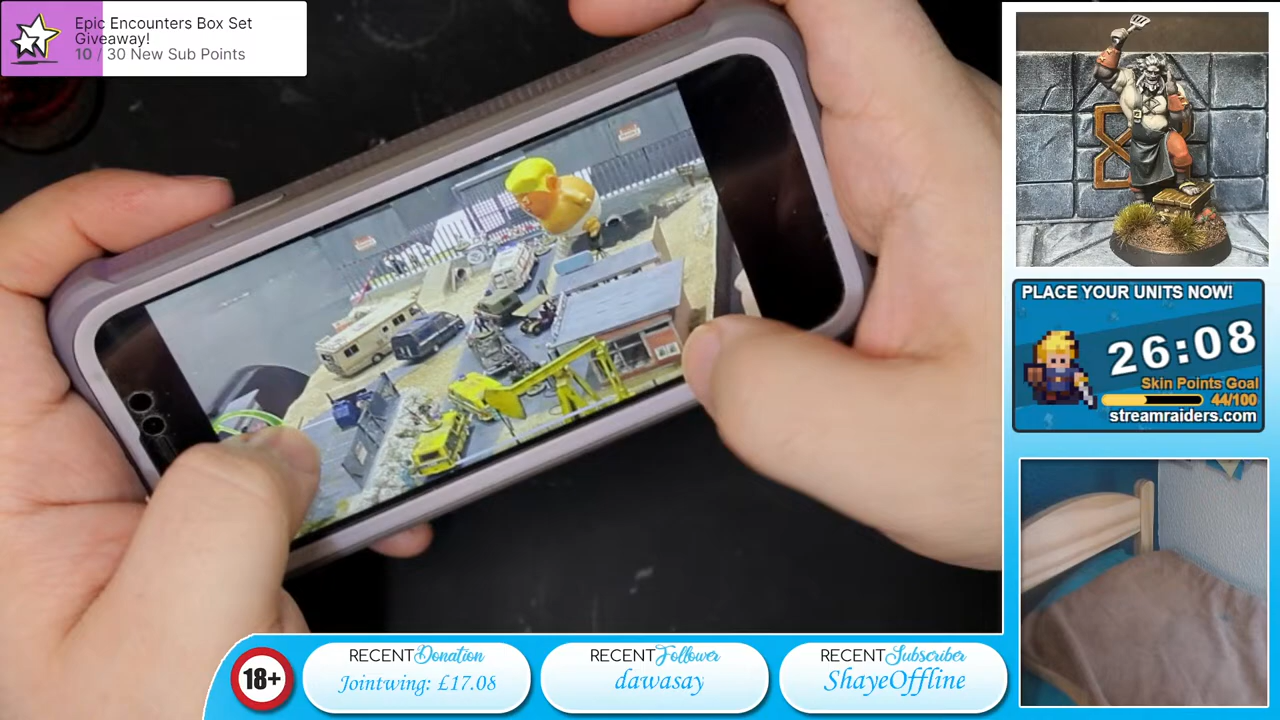 Epic Encounters Box Set
Giveaway!
10 / 30 New Sub Points
PLACE YOUR UNITS NOW!
26:08
Skin Points Goal
44/100
streamraiders.com
18+
RECENT Donation
Jointwing: £17.08
RECENT Follower
dawasay
RECENT Subscriber
ShayeOffline